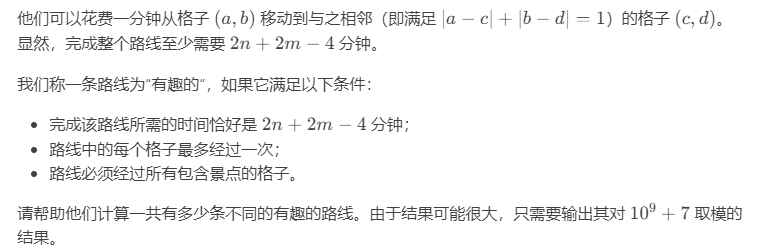 他们可以花费一分钟从格子 (a, b) 移动到与之相邻（即满足 |a − c| + |b − d| = 1）的格子 (c, d)。
显然，完成整个路线至少需要 2n + 2m − 4 分钟。
我们称一条路线为“有趣的”，如果它满足以下条件：
• 完成该路线所需的时间恰好是 2n + 2m − 4 分钟；
• 路线中的每个格子最多经过一次；
• 路线必须经过所有包含景点的格子。
请帮助他们计算一共有多少条不同的有趣的路线。由于结果可能很大，只需要输出其对 10⁹ + 7 取模的
结果。